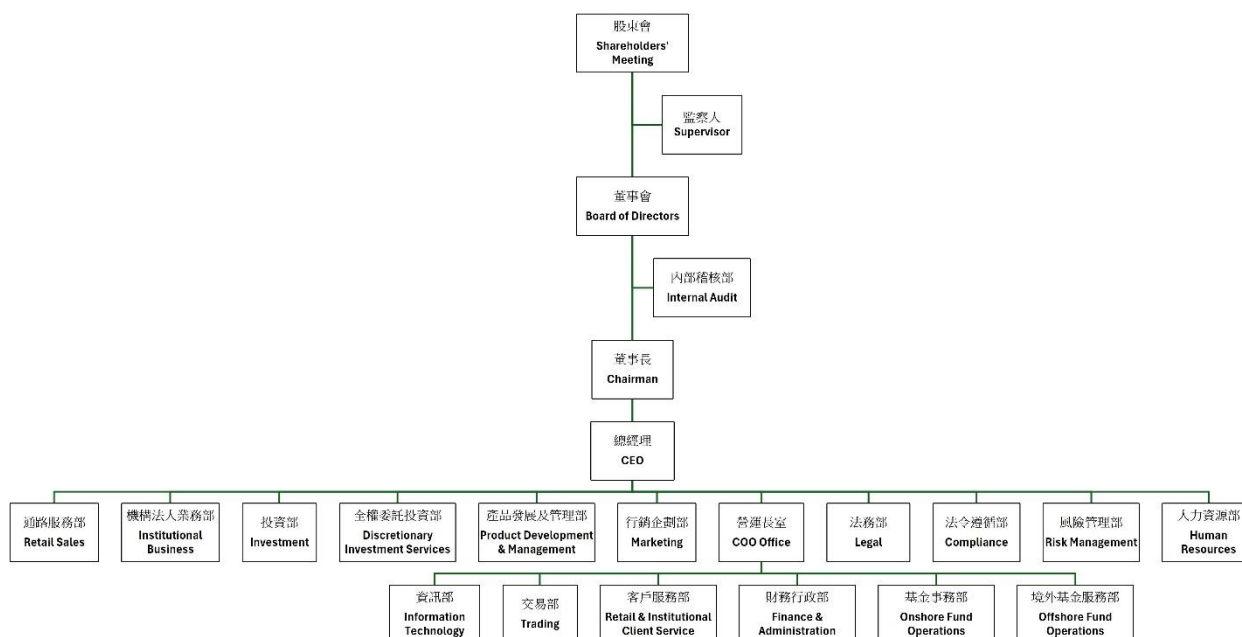 股東會
Shareholders'
Meeting
監察人
Supervisor
董事會
Board of Directors
內部稽核部
Internal Audit
董事長
Chairman
總經理
CEO
通路服務部
Retail Sales
機構法人業務部
Institutional
Business
投資部
Investment
全權委託投資部
Discretionary
Investment Services
產品發展及管理部
Product Development
& Management
行銷企劃部
Marketing
營運長室
COO Office
法務部
Legal
法令遵循部
Compliance
風險管理部
Risk Management
人力資源部
Human
Resources
資訊部
Information
Technology
交易部
Trading
客戶服務部
Retail & Institutional
Client Service
財務行政部
Finance &
Administration
基金事務部
Onshore Fund
Operations
境外基金服務部
Offshore Fund
Operations